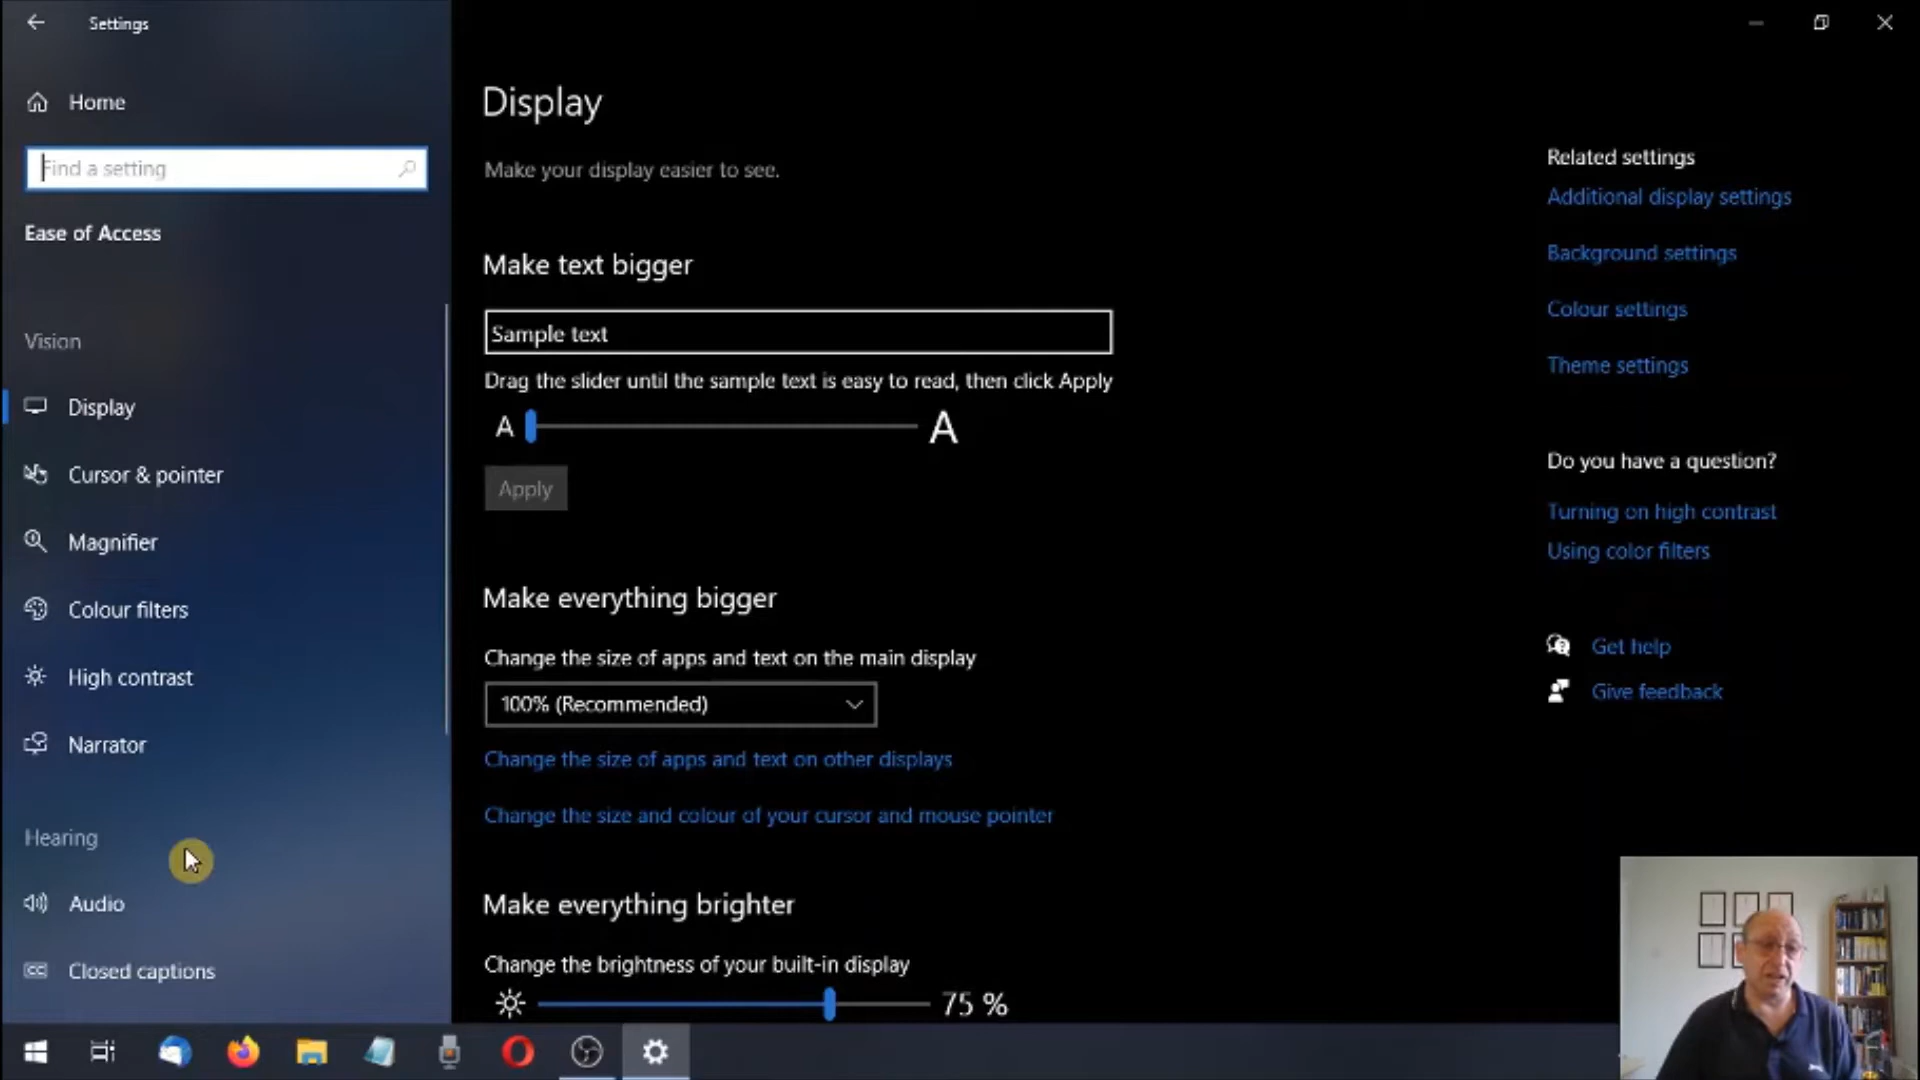 Settings
Home
Find a setting
Ease of Access
Vision
Display
Cursor & pointer
Magnifier
Colour filters
High contrast
Narrator
Hearing
Audio
Closed captions
Display
Make your display easier to see.
Make text bigger
Sample text
Drag the slider until the sample text is easy to read, then click Apply
A A
Apply
Make everything bigger
Change the size of apps and text on the main display
100% (Recommended)
Change the size of apps and text on other displays
Change the size and colour of your cursor and mouse pointer
Make everything brighter
Change the brightness of your built-in display
75 %
Related settings
Additional display settings
Background settings
Colour settings
Theme settings
Do you have a question?
Turning on high contrast
Using color filters
Get help
Give feedback